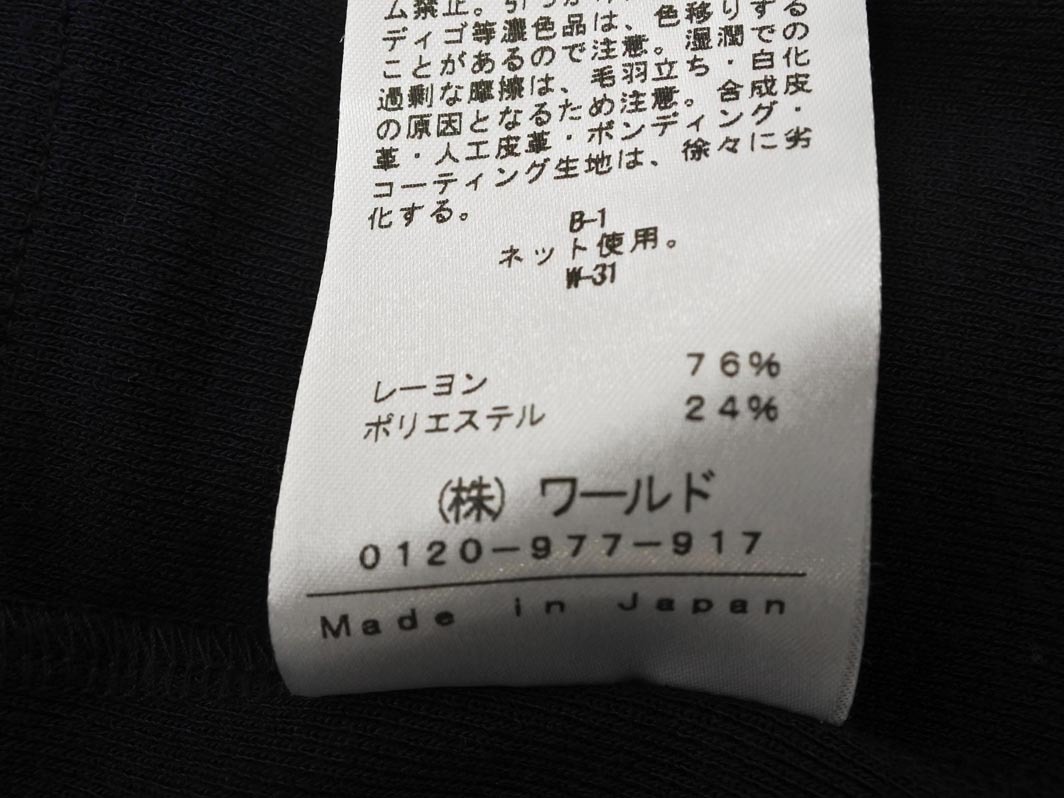 ム禁止。引っ
ディゴ等濃色品は、色移りする
ことがあるので注意。湿潤での
過剰な摩擦は、毛羽立ち・白化
の原因となるため注意。合成皮
革・人工皮革・ボンディング・
コーティング生地は、徐々に劣
化する。
B-1
ネット使用。
W-31
レーヨン 76%
ポリエステル 24%
(株) ワールド
0120-977-917
Made in Japan